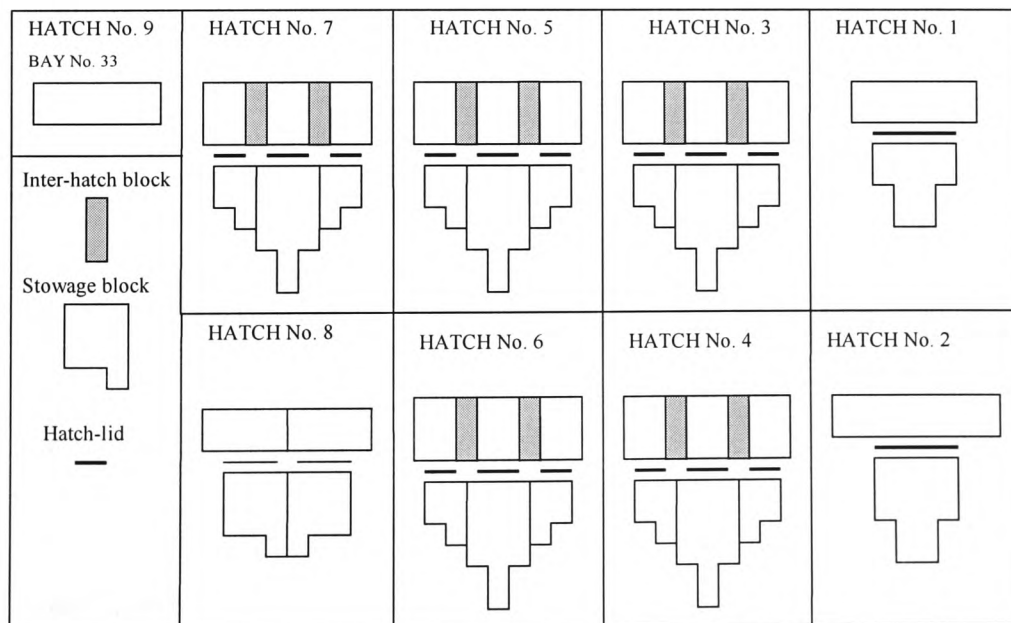 HATCH No. 9
BAY No. 33
HATCH No. 7
HATCH No. 5
HATCH No. 3
HATCH No. 1
Inter-hatch block
Stowage block
Hatch-lid
HATCH No. 8
HATCH No. 6
HATCH No. 4
HATCH No. 2